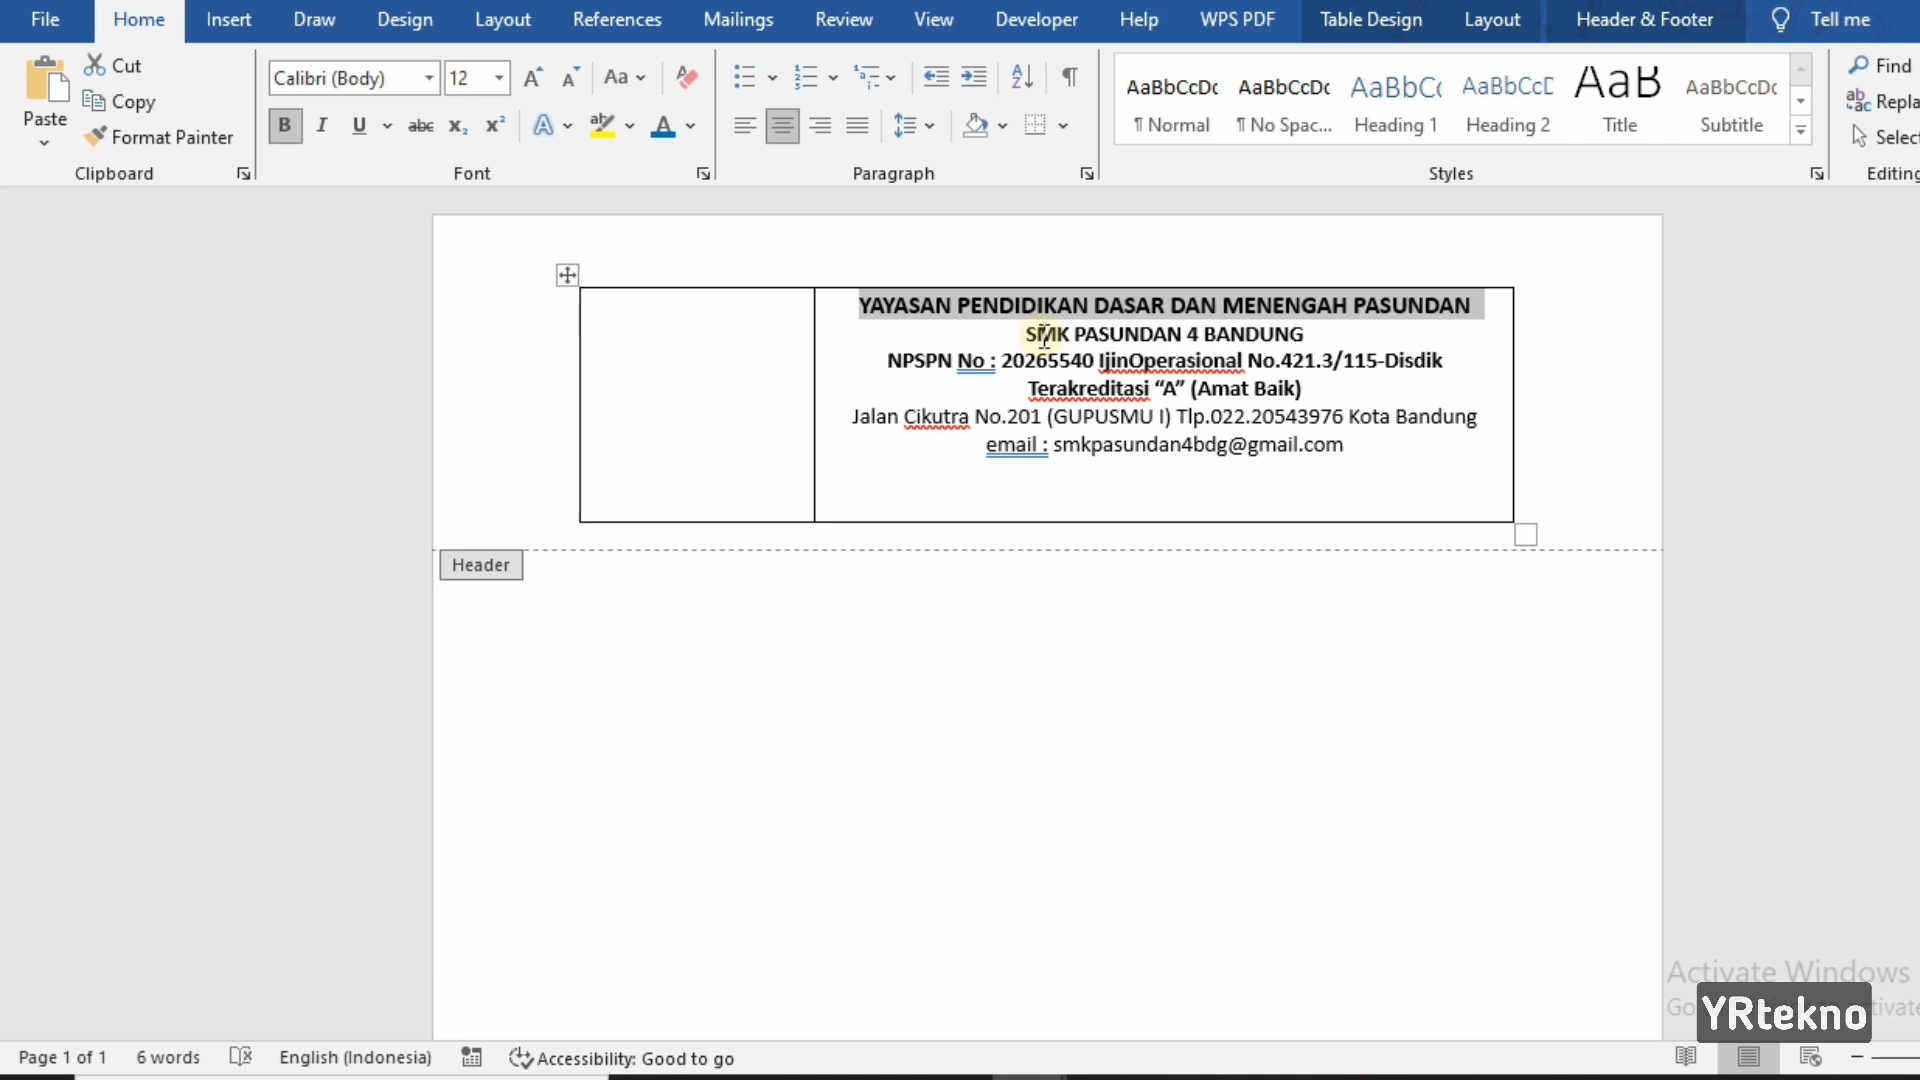 File Home Insert Draw Design Layout References Mailings Review View Developer Help WPS PDF Table Design Layout Header & Footer Tell me
Paste
Cut
Copy
Format Painter
Clipboard
Calibri (Body) 12
Font
Paragraph
AaBbCcDc AaBbCcDc AaBbCc AaBbCcD AaB AaBbCcDc
¶ Normal ¶ No Spac... Heading 1 Heading 2 Title Subtitle
Styles
Find
Repla
Select
Editing
YAYASAN PENDIDIKAN DASAR DAN MENENGAH PASUNDAN
SMK PASUNDAN 4 BANDUNG
NPSPN No : 20265540 IjinOperasional No.421.3/115-Disdik
Terakreditasi “A” (Amat Baik)
Jalan Cikutra No.201 (GUPUSMU I) Tlp.022.20543976 Kota Bandung
email : smkpasundan4bdg@gmail.com
Header
Activate Windows
YRtekno
Page 1 of 1 6 words English (Indonesia) Accessibility: Good to go